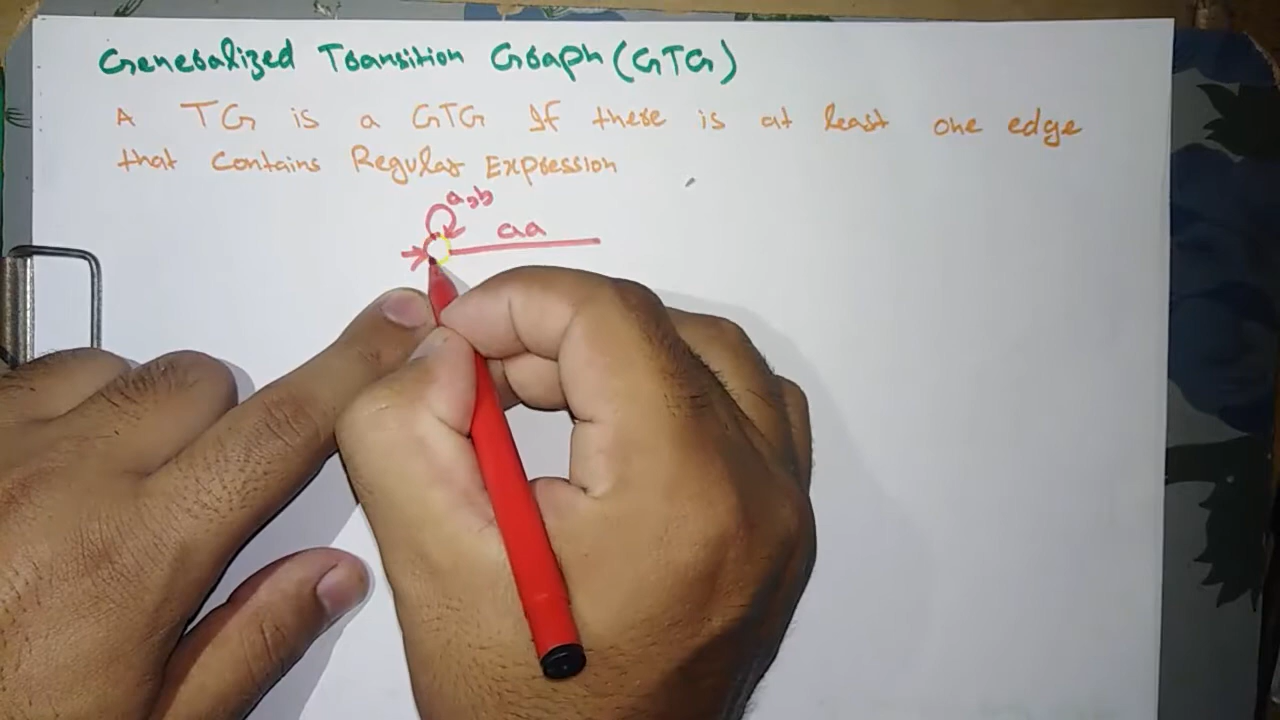 Generalized Transition Graph (GTG)
A TG is a GTG If there is at least one edge
that contains Regular Expression
a,b
aa